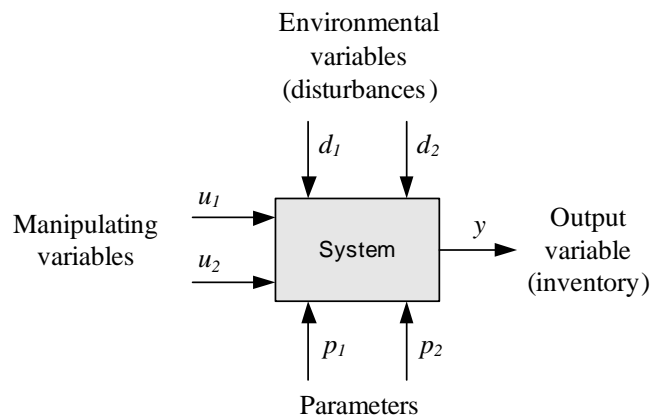 Environmental
variables
(disturbances)
d1
d2
u1
Manipulating
variables
u2
System
y
Output
variable
(inventory)
p1
p2
Parameters